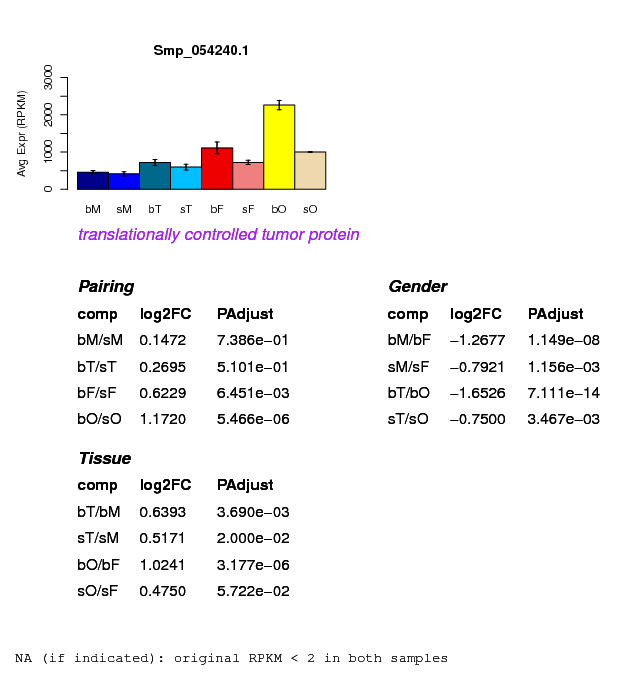 Smp_054240.1
Avg Expr (RPKM)
3000
2000
1000
0
bM sM bT sT bF sF bO sO
translationally controlled tumor protein
Pairing
comp log2FC PAdjust
bM/sM 0.1472 7.386e−01
bT/sT 0.2695 5.101e−01
bF/sF 0.6229 6.451e−03
bO/sO 1.1720 5.466e−06
Gender
comp log2FC PAdjust
bM/bF −1.2677 1.149e−08
sM/sF −0.7921 1.156e−03
bT/bO −1.6526 7.111e−14
sT/sO −0.7500 3.467e−03
Tissue
comp log2FC PAdjust
bT/bM 0.6393 3.690e−03
sT/sM 0.5171 2.000e−02
bO/bF 1.0241 3.177e−06
sO/sF 0.4750 5.722e−02
NA (if indicated): original RPKM < 2 in both samples